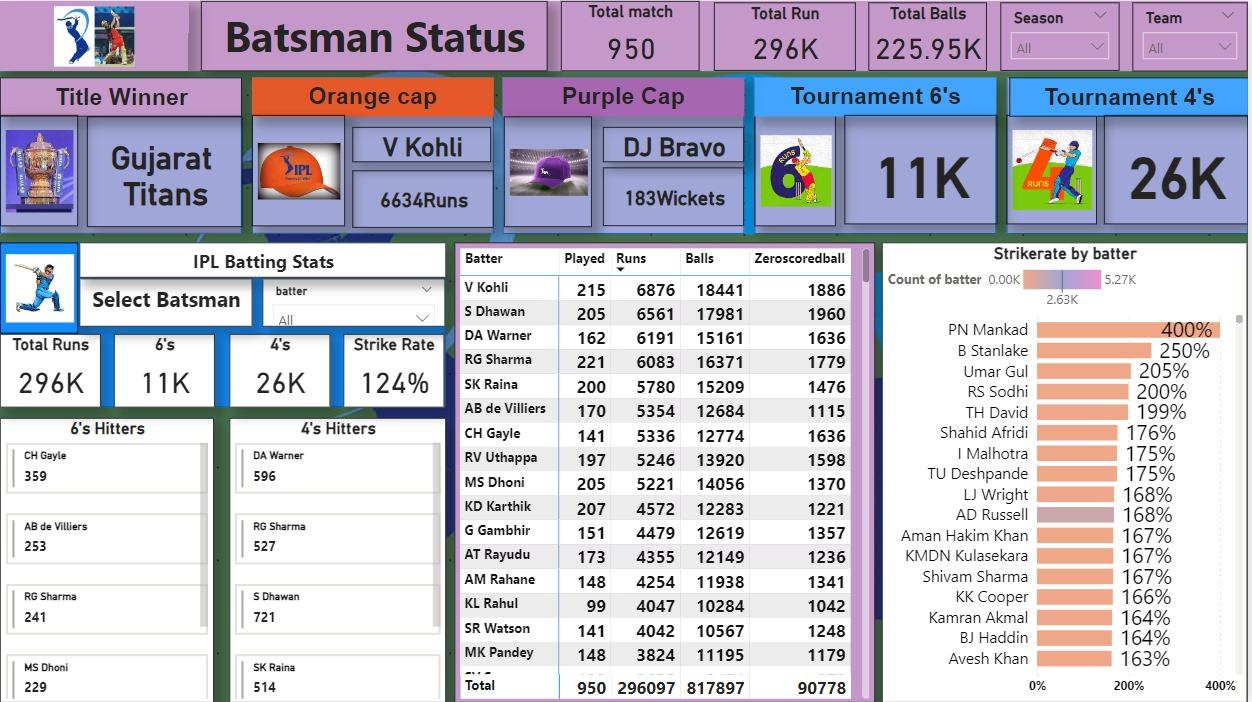 Batsman Status
Total match
950
Total Run
296K
Total Balls
225.95K
Season
All
Team
All
Title Winner
Gujarat
Titans
Orange cap
IPL
V Kohli
6634Runs
Purple Cap
DJ Bravo
183Wickets
Tournament 6's
RUNS
6
11K
Tournament 4's
4
RUNS
26K
IPL Batting Stats
Select Batsman
batter
All
Total Runs
296K
6's
11K
4's
26K
Strike Rate
124%
6's Hitters
CH Gayle
359
AB de Villiers
253
RG Sharma
241
MS Dhoni
229
4's Hitters
DA Warner
596
RG Sharma
527
S Dhawan
721
SK Raina
514
Batter Played Runs Balls Zeroscoredball
V Kohli 215 6876 18441 1886
S Dhawan 205 6561 17981 1960
DA Warner 162 6191 15161 1636
RG Sharma 221 6083 16371 1779
SK Raina 200 5780 15209 1476
AB de Villiers 170 5354 12684 1115
CH Gayle 141 5336 12774 1636
RV Uthappa 197 5246 13920 1598
MS Dhoni 205 5221 14056 1370
KD Karthik 207 4572 12283 1221
G Gambhir 151 4479 12619 1357
AT Rayudu 173 4355 12149 1236
AM Rahane 148 4254 11938 1341
KL Rahul 99 4047 10284 1042
SR Watson 141 4042 10567 1248
MK Pandey 148 3824 11195 1179
Total 950 296097 817897 90778
Strikerate by batter
Count of batter 0.00K 5.27K
2.63K
PN Mankad 400%
B Stanlake 250%
Umar Gul 205%
RS Sodhi 200%
TH David 199%
Shahid Afridi 176%
I Malhotra 175%
TU Deshpande 175%
LJ Wright 168%
AD Russell 168%
Aman Hakim Khan 167%
KMDN Kulasekara 167%
Shivam Sharma 167%
KK Cooper 166%
Kamran Akmal 164%
BJ Haddin 164%
Avesh Khan 163%
0% 200% 400%